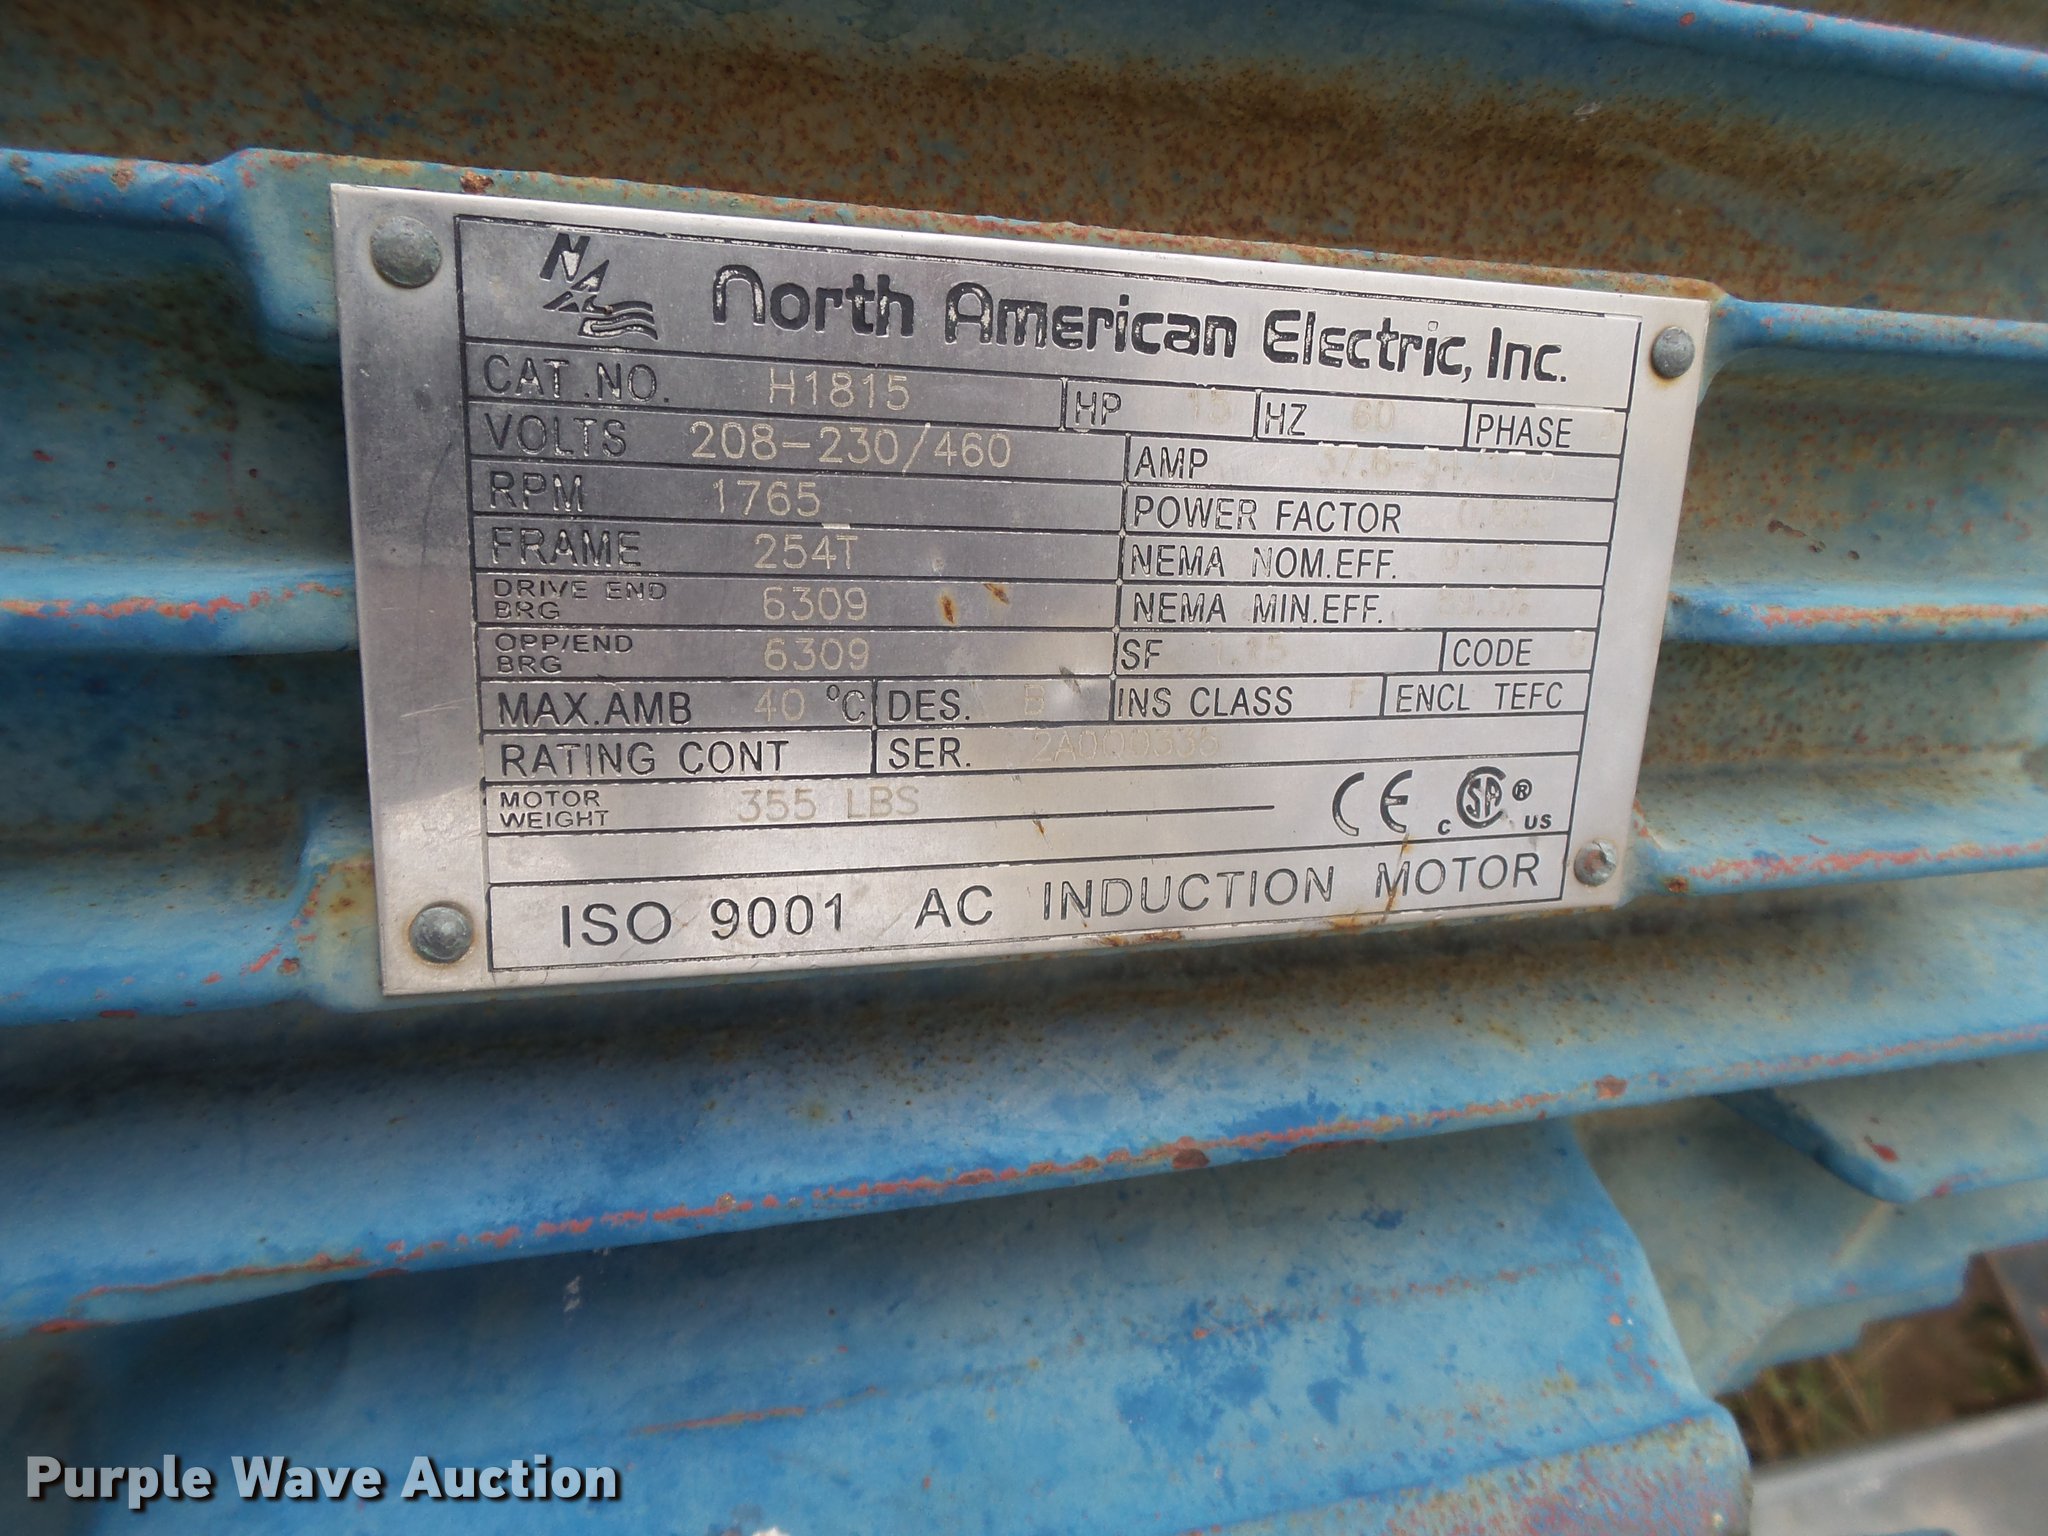 North American Electric, Inc.
CAT.NO. H1815 HP 15 HZ 60 PHASE
VOLTS 208-230/460 AMP
RPM 1765 POWER FACTOR
FRAME 254T NEMA NOM.EFF.
DRIVE END BRG 6309 NEMA MIN.EFF.
OPP/END BRG 6309 SF 1.15 CODE
MAX.AMB 40 °C DES. B INS CLASS F ENCL TEFC
RATING CONT SER. 2A000335
MOTOR WEIGHT 355 LBS CE C SA ® US
ISO 9001 AC INDUCTION MOTOR
Purple Wave Auction